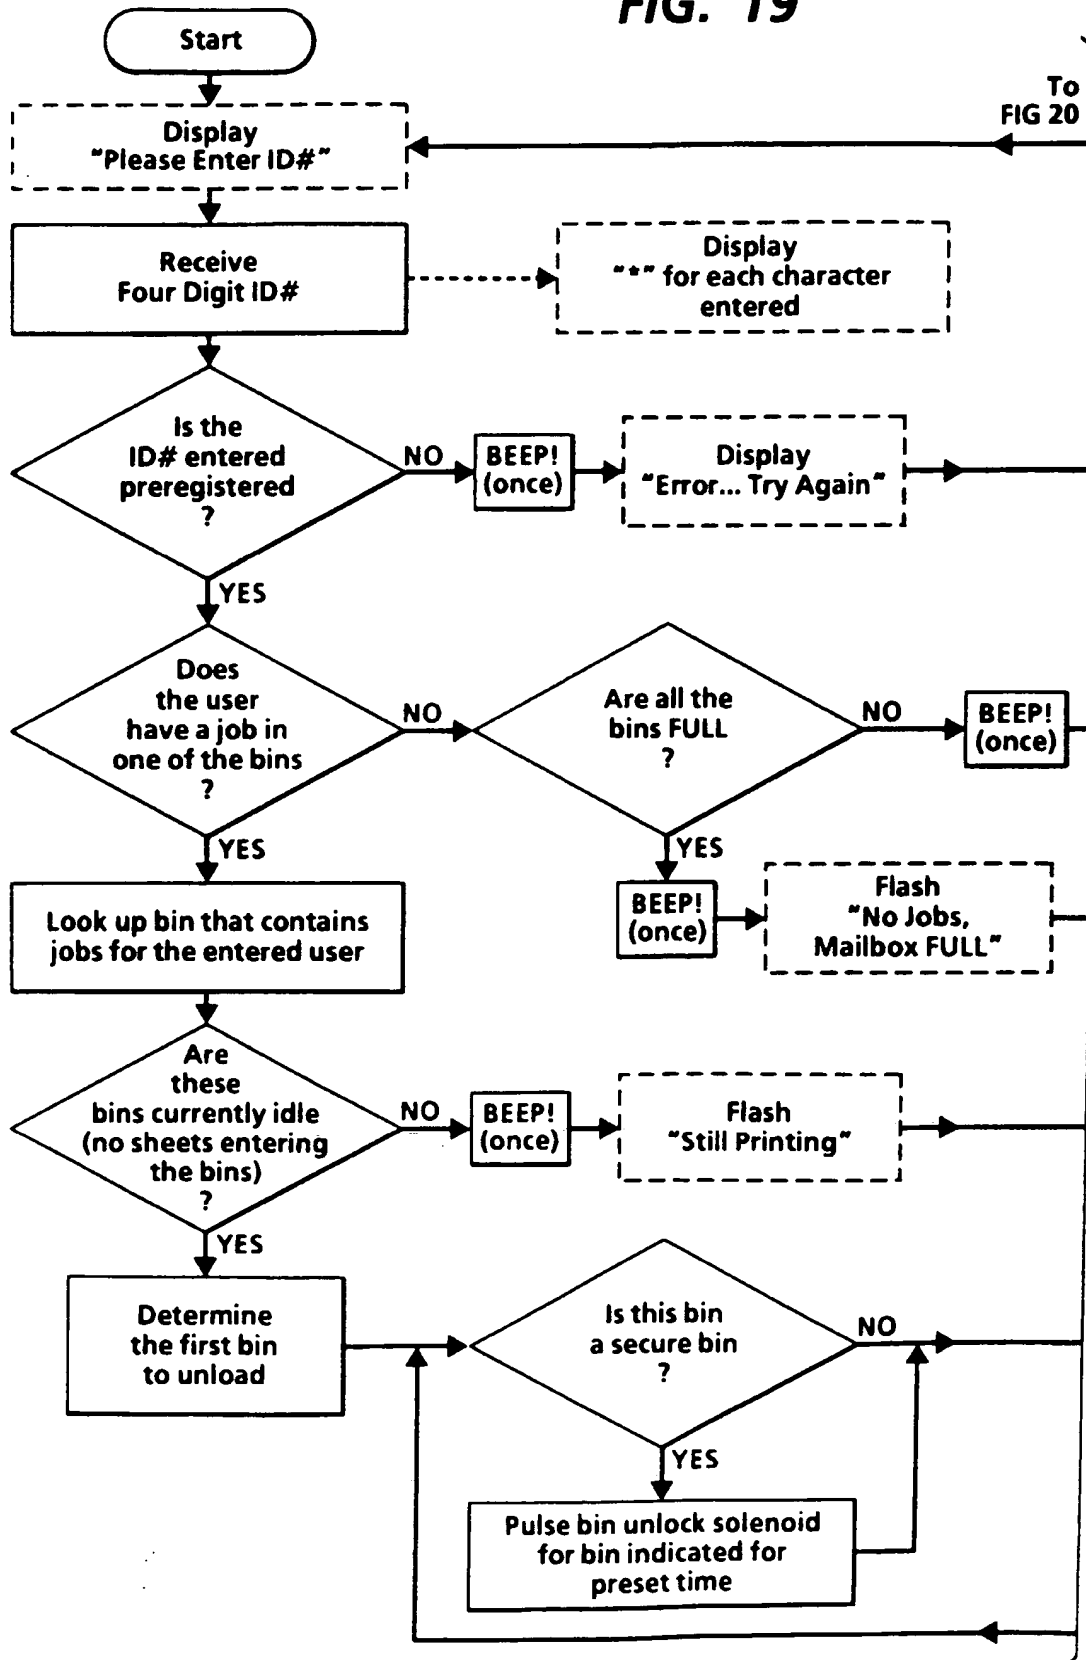 FIG. 19
Start
To
FIG 20
Display
"Please Enter ID#"
Receive
Four Digit ID#
Display
"*" for each character
entered
Is the
ID# entered
preregistered
?
NO
BEEP!
(once)
Display
"Error... Try Again"
YES
Does
the user
have a job in
one of the bins
?
NO
Are all the
bins FULL
?
NO
BEEP!
(once)
YES
YES
BEEP!
(once)
Flash
"No Jobs,
Mailbox FULL"
Look up bin that contains
jobs for the entered user
Are
these
bins currently idle
(no sheets entering
the bins)
?
NO
BEEP!
(once)
Flash
"Still Printing"
YES
Determine
the first bin
to unload
Is this bin
a secure bin
?
NO
YES
Pulse bin unlock solenoid
for bin indicated for
preset time